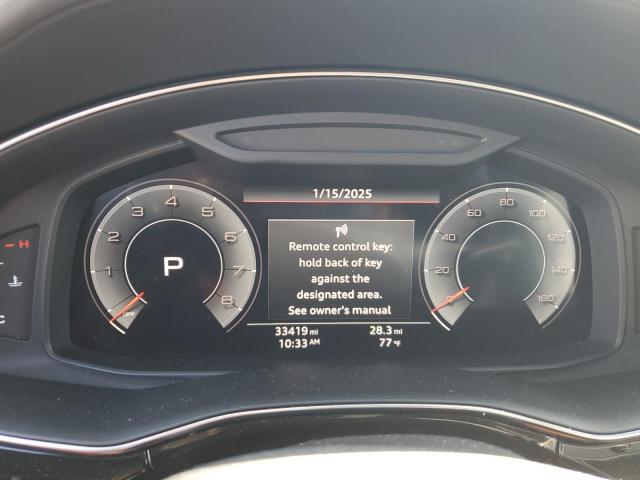 1/15/2025
Remote control key:
hold back of key
against the
designated area.
See owner's manual
33419 mi 28.3 mi
10:33 AM 77 °F
1 2 3 4 5 6 7 8
OFF
P
0 20 40 60 80 100 120 140 160
H
C